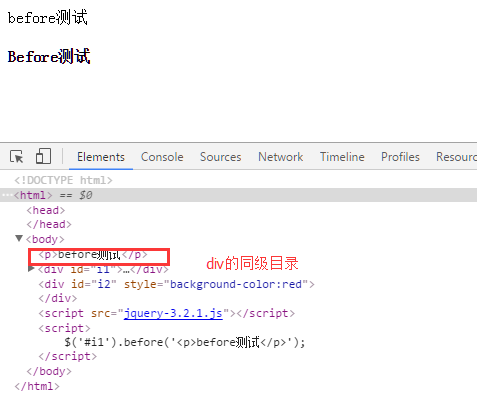 before测试
Before测试
Elements Console Sources Network Timeline Profiles Resourc
<!DOCTYPE html>
<html> == $0
<head>
</head>
<body>
<p>before测试</p>
<div id="i1">…</div>
div的同级目录
<div id="i2" style="background-color:red">
</div>
<script src="jquery-3.2.1.js"></script>
<script>
$('#i1').before('<p>before测试</p>');
</script>
</body>
</html>